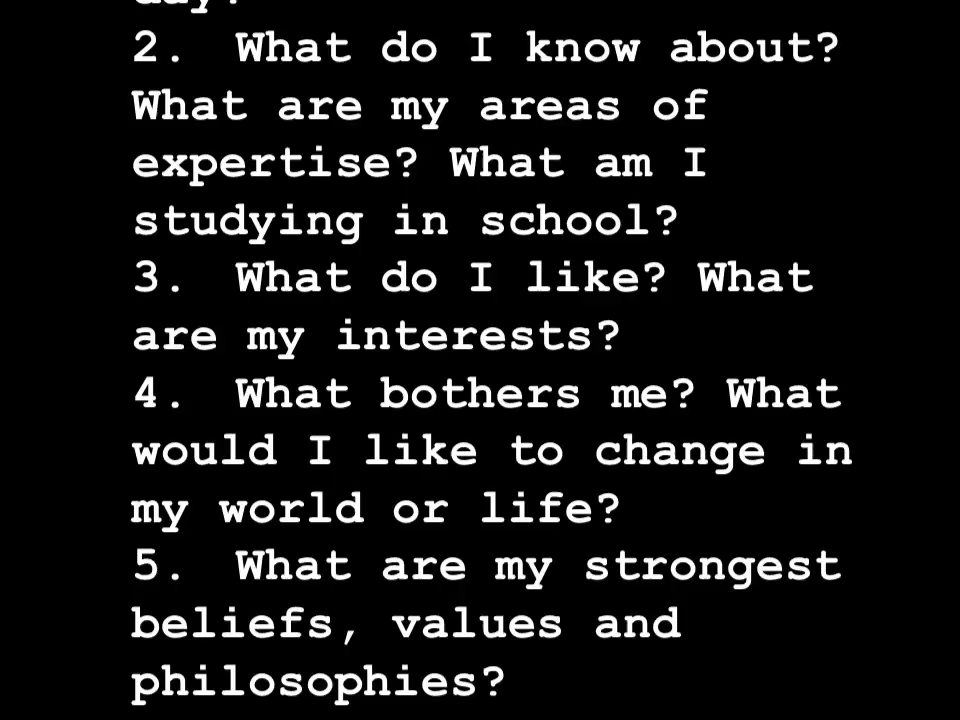 day?
2. What do I know about?
What are my areas of
expertise? What am I
studying in school?
3. What do I like? What
are my interests?
4. What bothers me? What
would I like to change in
my world or life?
5. What are my strongest
beliefs, values and
philosophies?